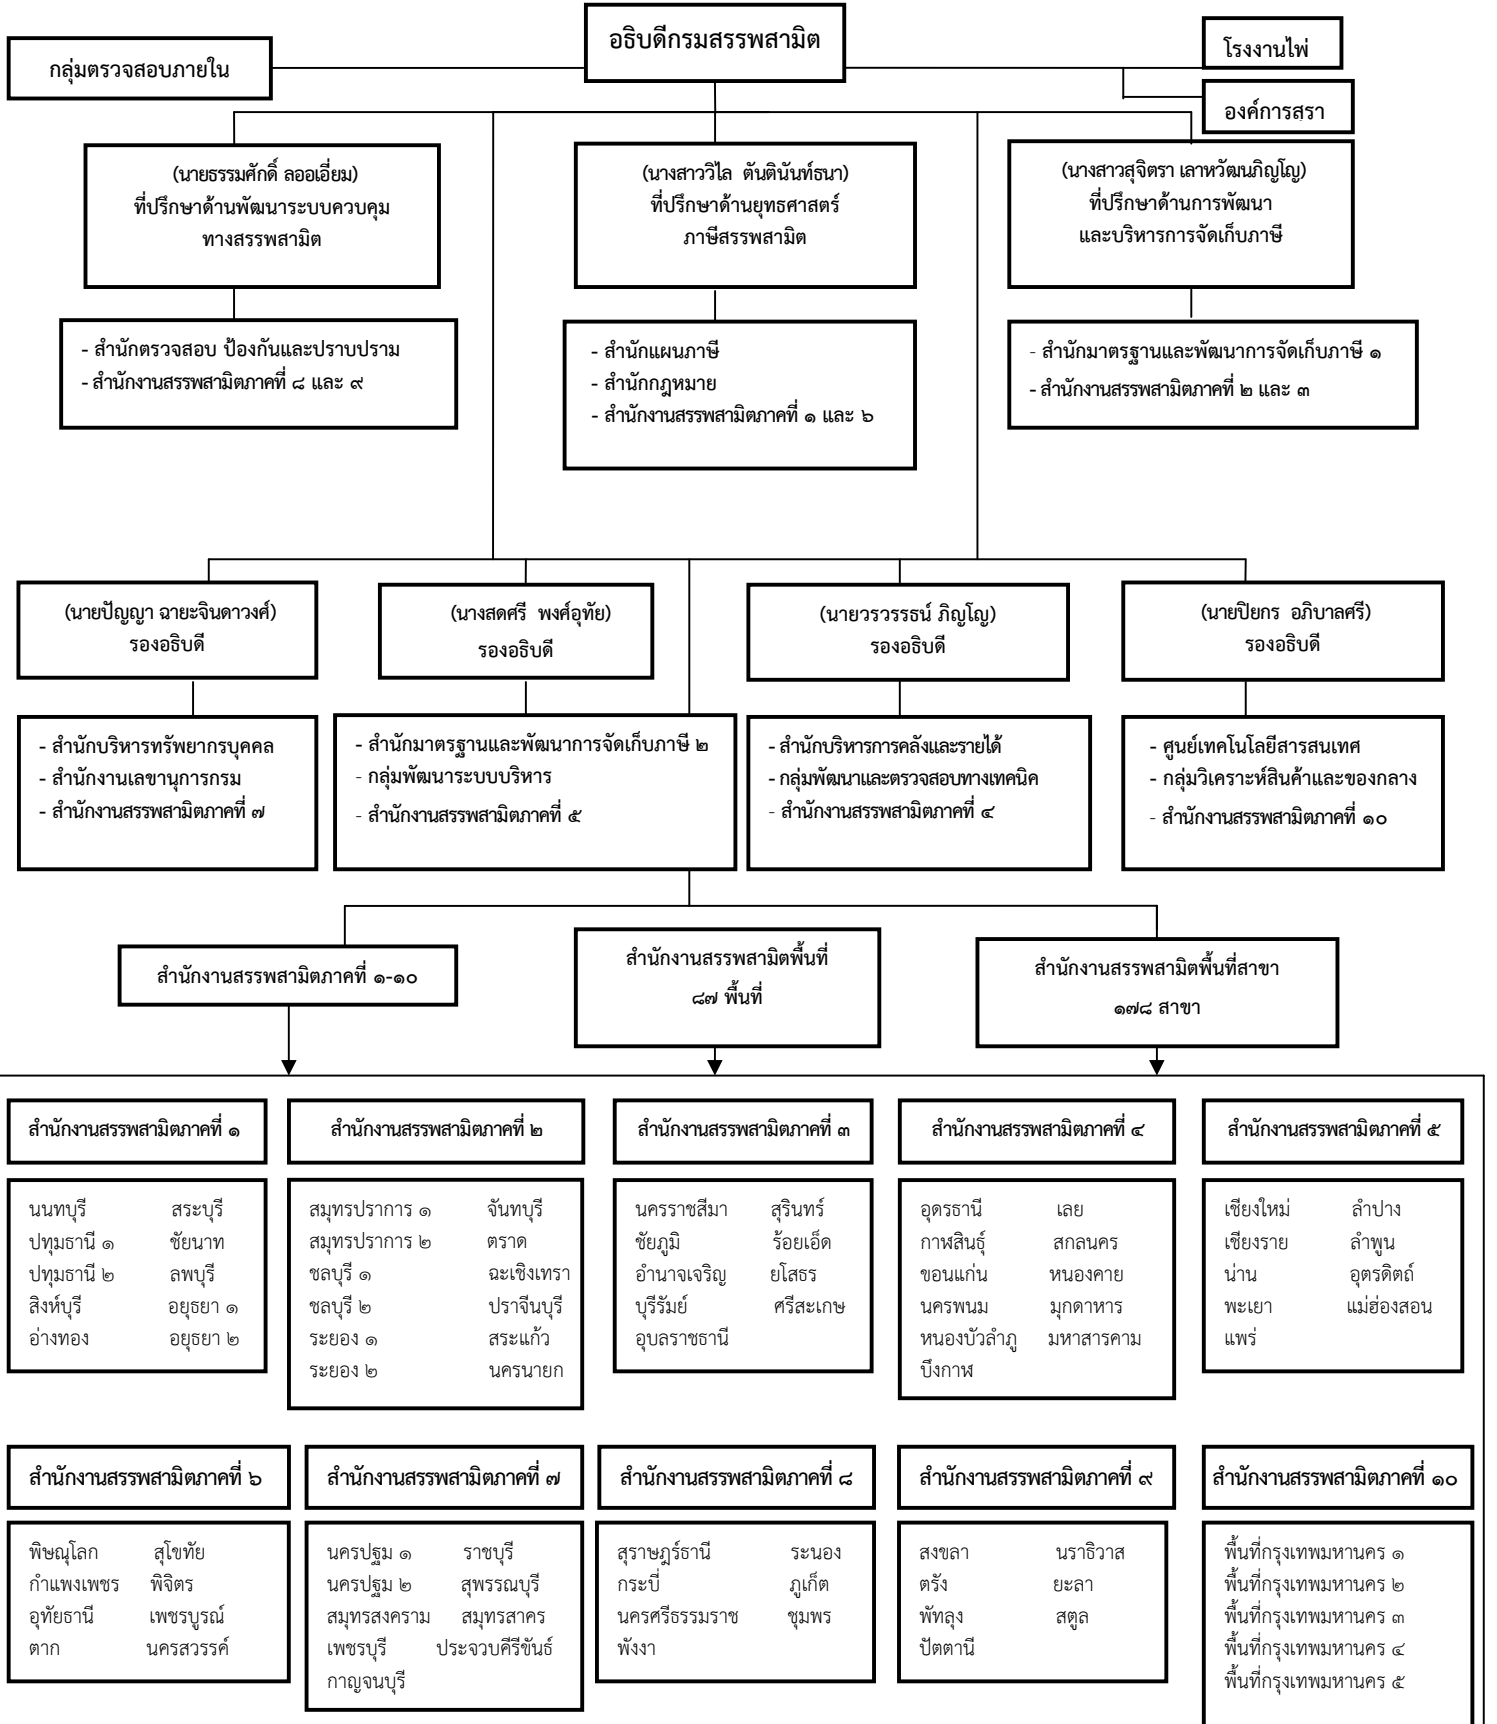 อธิบดีกรมสรรพสามิต
กลุ่มตรวจสอบภายใน
โรงงานไพ่
องค์การสุรา
(นายธรรมศักดิ์ ลออเอี่ยม)
ที่ปรึกษาด้านพัฒนาระบบควบคุม
ทางสรรพสามิต
(นางสาววิไล ตันตินันท์ธนา)
ที่ปรึกษาด้านยุทธศาสตร์
ภาษีสรรพสามิต
(นางสาวสุจิตรา เลาหวัฒนภิญโญ)
ที่ปรึกษาด้านการพัฒนา
และบริหารการจัดเก็บภาษี
- สำนักตรวจสอบ ป้องกันและปราบปราม
- สำนักงานสรรพสามิตภาคที่ ๘ และ ๙
- สำนักแผนภาษี
- สำนักกฎหมาย
- สำนักงานสรรพสามิตภาคที่ ๑ และ ๖
- สำนักมาตรฐานและพัฒนาการจัดเก็บภาษี ๑
- สำนักงานสรรพสามิตภาคที่ ๒ และ ๓
(นายปัญญา ฉายะจินดาวงศ์)
รองอธิบดี
(นางสดศรี พงศ์อุทัย)
รองอธิบดี
(นายวรวรรธน์ ภิญโญ)
รองอธิบดี
(นายปิยกร อภิบาลศรี)
รองอธิบดี
- สำนักบริหารทรัพยากรบุคคล
- สำนักงานเลขานุการกรม
- สำนักงานสรรพสามิตภาคที่ ๗
- สำนักมาตรฐานและพัฒนาการจัดเก็บภาษี ๒
- กลุ่มพัฒนาระบบบริหาร
- สำนักงานสรรพสามิตภาคที่ ๕
- สำนักบริหารการคลังและรายได้
- กลุ่มพัฒนาและตรวจสอบทางเทคนิค
- สำนักงานสรรพสามิตภาคที่ ๔
- ศูนย์เทคโนโลยีสารสนเทศ
- กลุ่มวิเคราะห์สินค้าและของกลาง
- สำนักงานสรรพสามิตภาคที่ ๑๐
สำนักงานสรรพสามิตภาคที่ ๑-๑๐
สำนักงานสรรพสามิตพื้นที่
๘๗ พื้นที่
สำนักงานสรรพสามิตพื้นที่สาขา
๑๗๘ สาขา
สำนักงานสรรพสามิตภาคที่ ๑
นนทบุรี สระบุรี
ปทุมธานี ๑ ชัยนาท
ปทุมธานี ๒ ลพบุรี
สิงห์บุรี อยุธยา ๑
อ่างทอง อยุธยา ๒
สำนักงานสรรพสามิตภาคที่ ๒
สมุทรปราการ ๑ จันทบุรี
สมุทรปราการ ๒ ตราด
ชลบุรี ๑ ฉะเชิงเทรา
ชลบุรี ๒ ปราจีนบุรี
ระยอง ๑ สระแก้ว
ระยอง ๒ นครนายก
สำนักงานสรรพสามิตภาคที่ ๓
นครราชสีมา สุรินทร์
ชัยภูมิ ร้อยเอ็ด
อำนาจเจริญ ยโสธร
บุรีรัมย์ ศรีสะเกษ
อุบลราชธานี
สำนักงานสรรพสามิตภาคที่ ๔
อุดรธานี เลย
กาฬสินธุ์ สกลนคร
ขอนแก่น หนองคาย
นครพนม มุกดาหาร
หนองบัวลำภู มหาสารคาม
บึงกาฬ
สำนักงานสรรพสามิตภาคที่ ๕
เชียงใหม่ ลำปาง
เชียงราย ลำพูน
น่าน อุตรดิตถ์
พะเยา แม่ฮ่องสอน
แพร่
สำนักงานสรรพสามิตภาคที่ ๖
พิษณุโลก สุโขทัย
กำแพงเพชร พิจิตร
อุทัยธานี เพชรบูรณ์
ตาก นครสวรรค์
สำนักงานสรรพสามิตภาคที่ ๗
นครปฐม ๑ ราชบุรี
นครปฐม ๒ สุพรรณบุรี
สมุทรสงคราม สมุทรสาคร
เพชรบุรี ประจวบคีรีขันธ์
กาญจนบุรี
สำนักงานสรรพสามิตภาคที่ ๘
สุราษฎร์ธานี ระนอง
กระบี่ ภูเก็ต
นครศรีธรรมราช ชุมพร
พังงา
สำนักงานสรรพสามิตภาคที่ ๙
สงขลา นราธิวาส
ตรัง ยะลา
พัทลุง สตูล
ปัตตานี
สำนักงานสรรพสามิตภาคที่ ๑๐
พื้นที่กรุงเทพมหานคร ๑
พื้นที่กรุงเทพมหานคร ๒
พื้นที่กรุงเทพมหานคร ๓
พื้นที่กรุงเทพมหานคร ๔
พื้นที่กรุงเทพมหานคร ๕